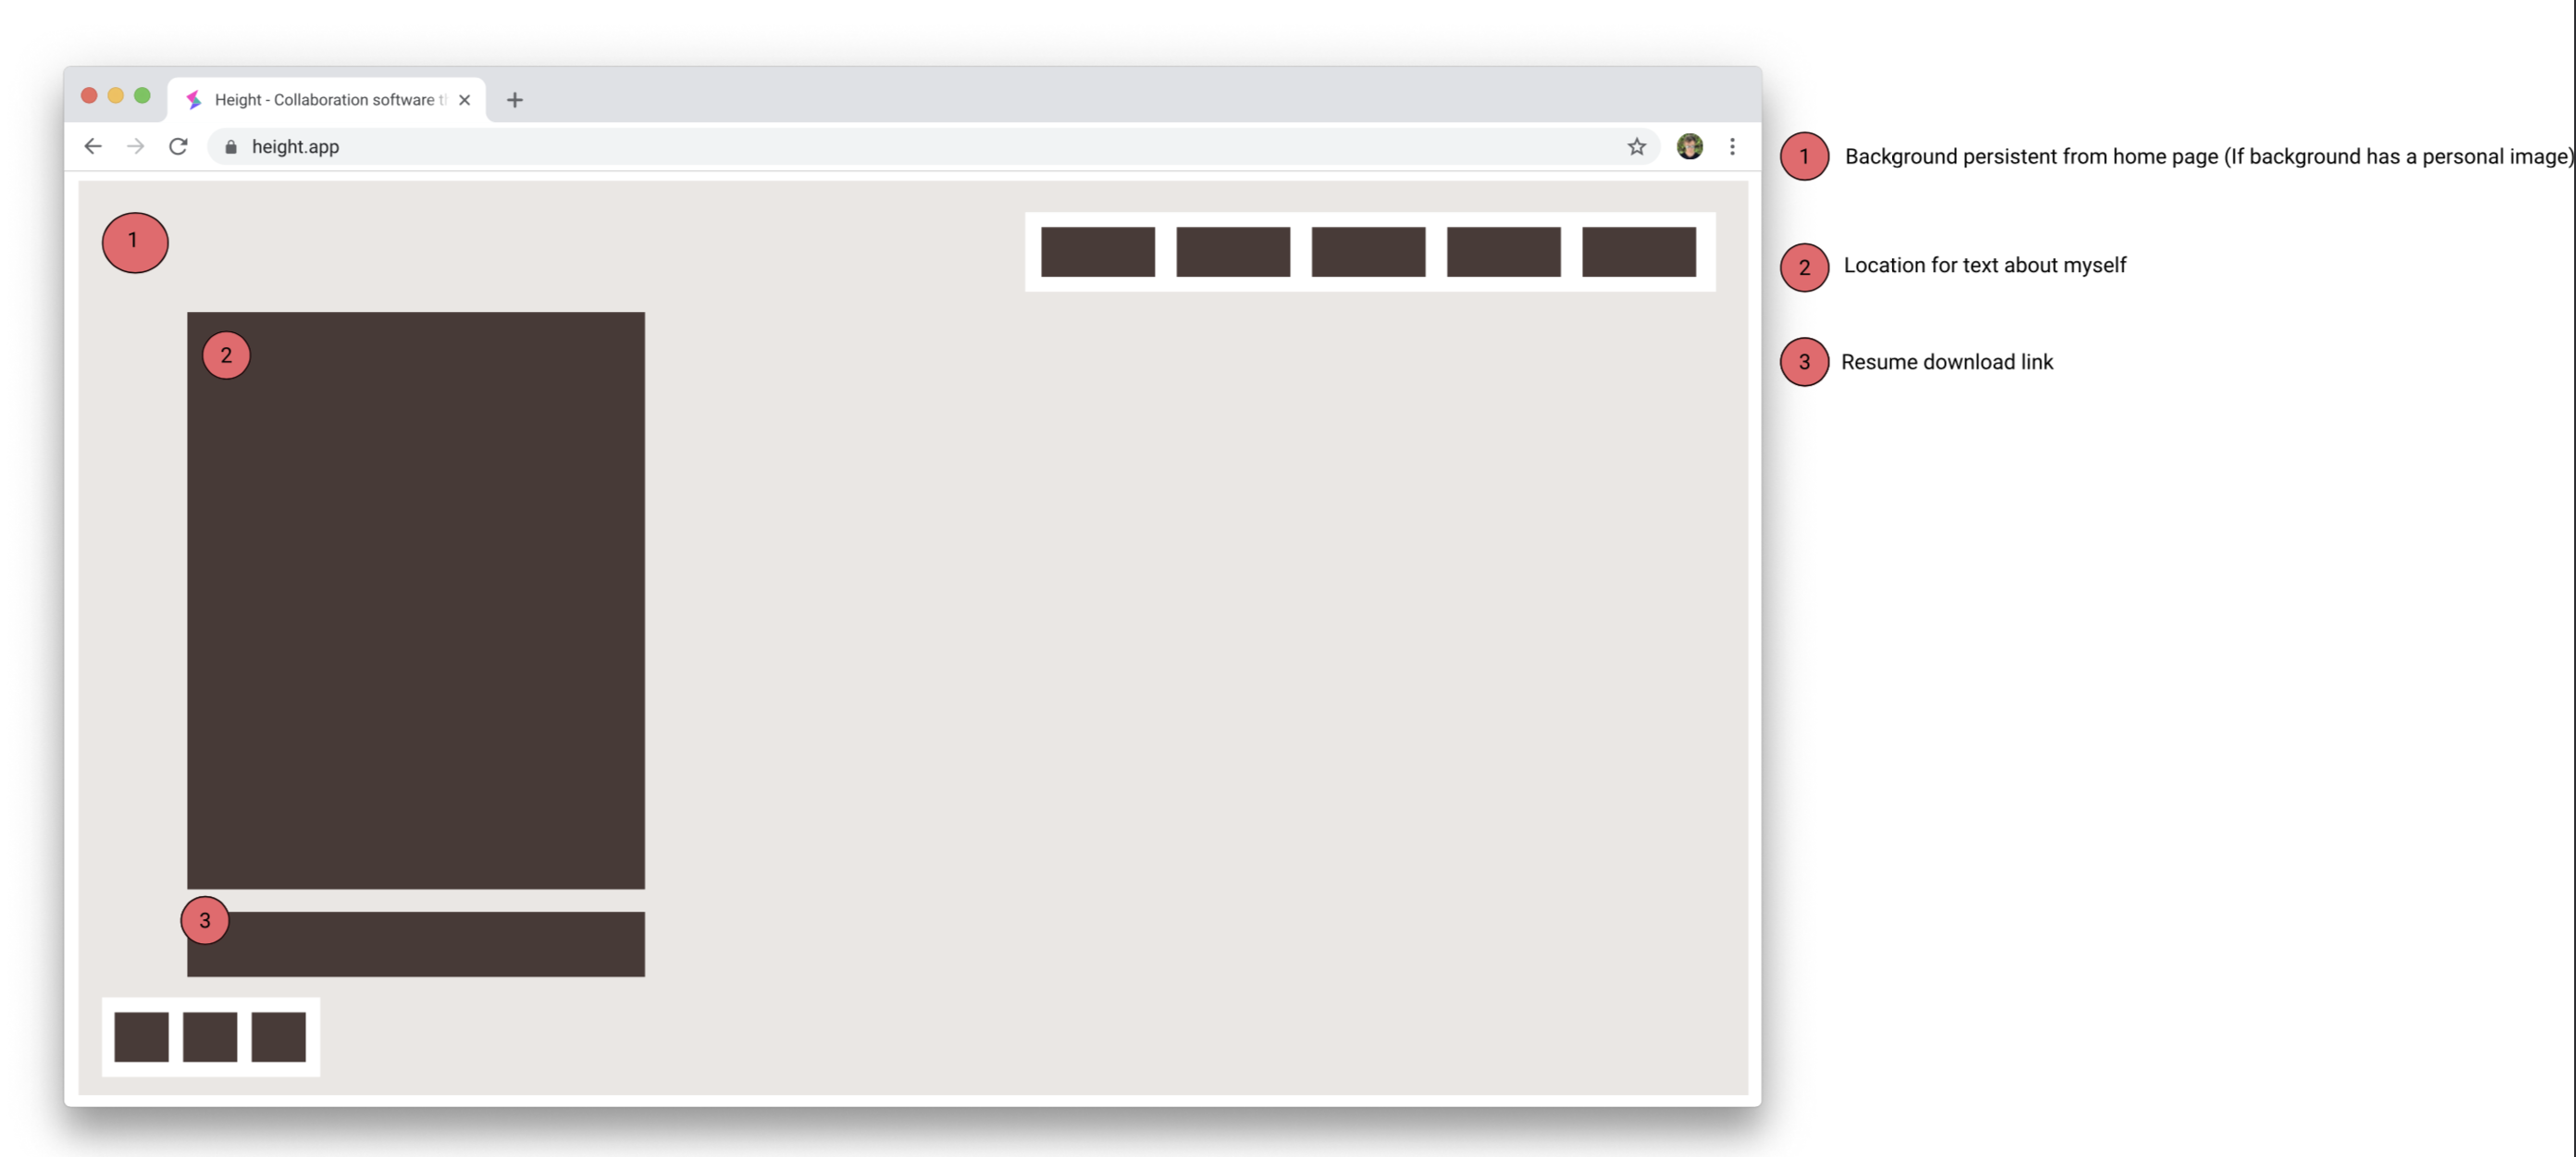 Height - Collaboration software t
height.app
1 Background persistent from home page (If background has a personal image)
1
2 Location for text about myself
2
3 Resume download link
3